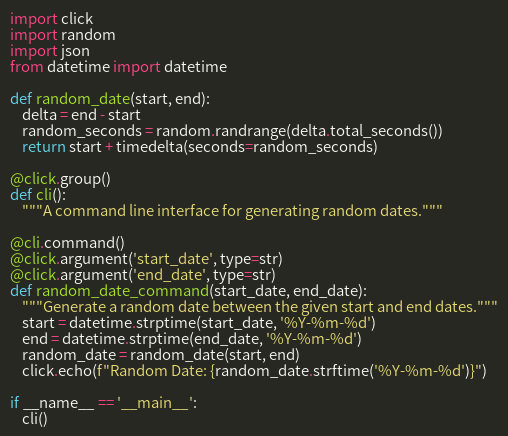 import click
import random
import json
from datetime import datetime

def random_date(start, end):
    delta = end - start
    random_seconds = random.randrange(delta.total_seconds())
    return start + timedelta(seconds=random_seconds)

@click.group()
def cli():
    """A command line interface for generating random dates."""

@cli.command()
@click.argument('start_date', type=str)
@click.argument('end_date', type=str)
def random_date_command(start_date, end_date):
    """Generate a random date between the given start and end dates."""
    start = datetime.strptime(start_date, '%Y-%m-%d')
    end = datetime.strptime(end_date, '%Y-%m-%d')
    random_date = random_date(start, end)
    click.echo(f"Random Date: {random_date.strftime('%Y-%m-%d')}")

if __name__ == '__main__':
    cli()